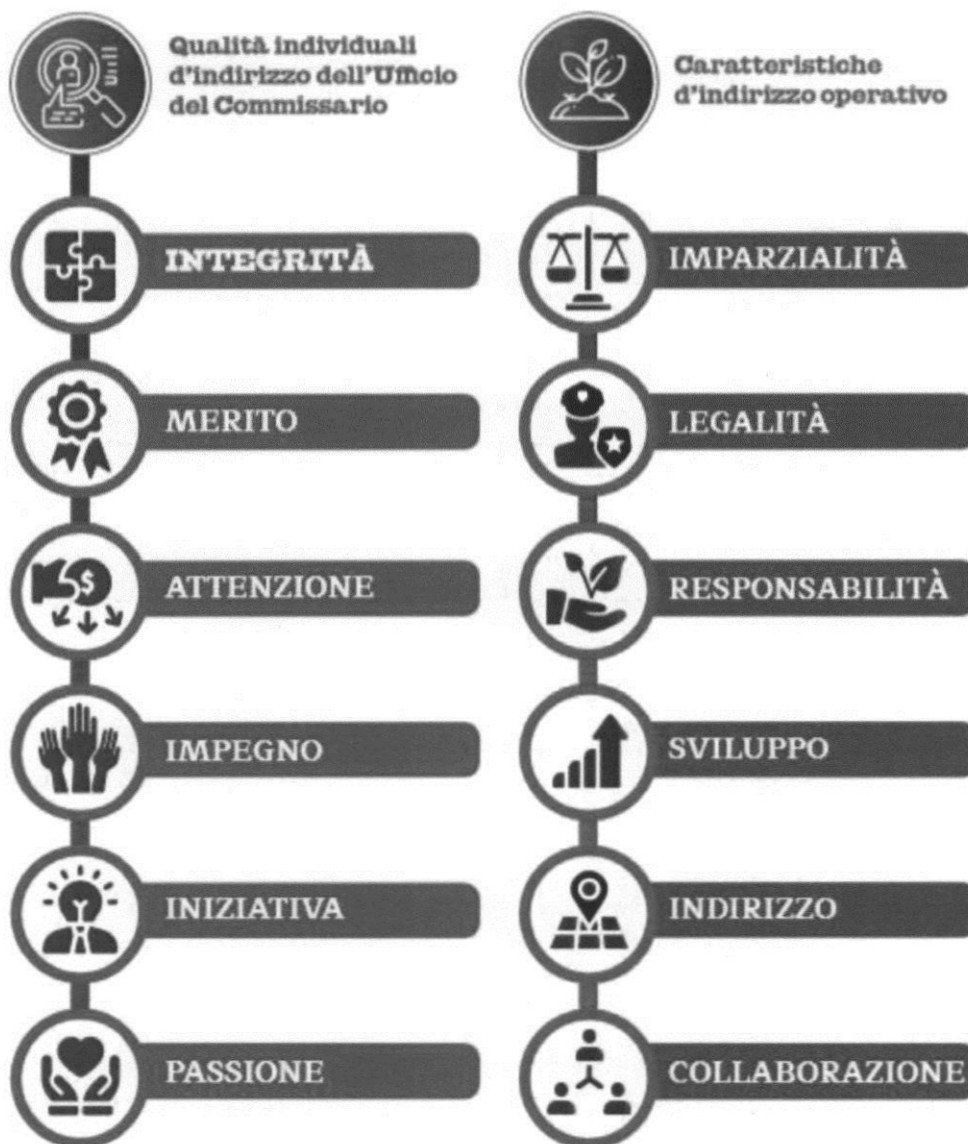 Qualità individuali
d'indirizzo dell'Ufficio
del Commissario
INTEGRITÀ
MERITO
ATTENZIONE
$
IMPEGNO
INIZIATIVA
PASSIONE
Caratteristiche
d'indirizzo operativo
IMPARZIALITÀ
LEGALITÀ
RESPONSABILITÀ
SVILUPPO
INDIRIZZO
COLLABORAZIONE